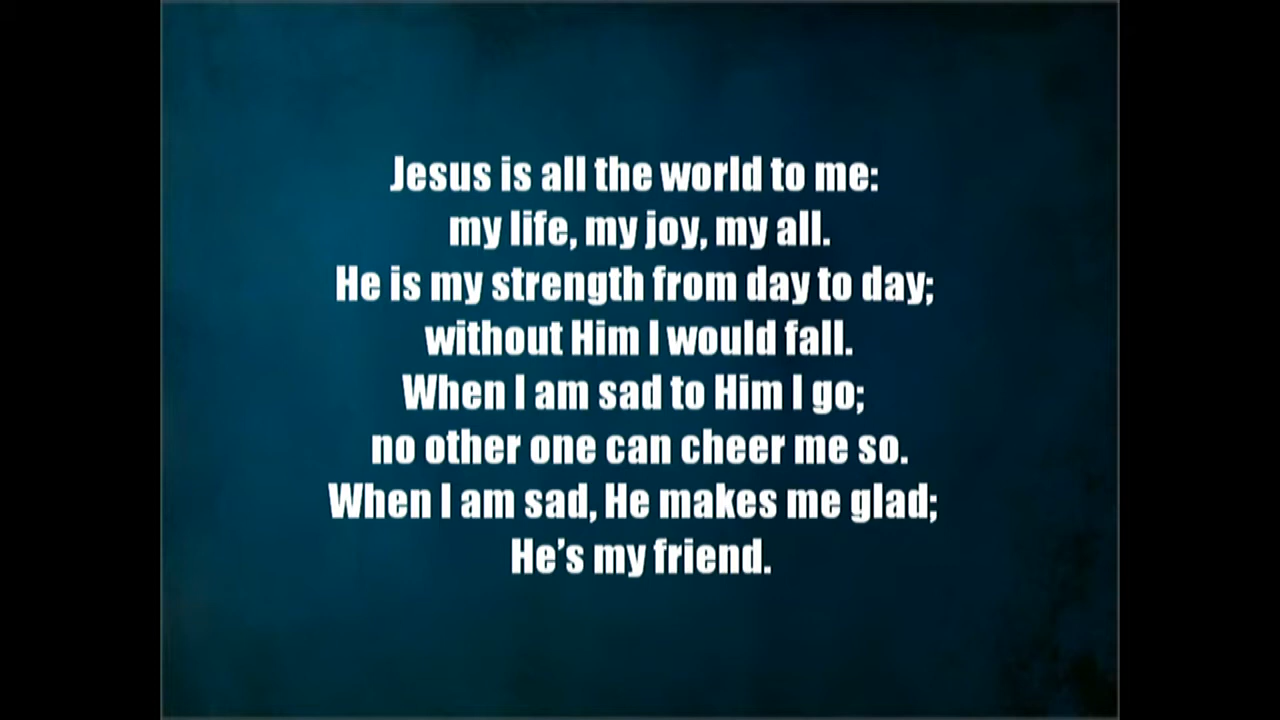 Jesus is all the world to me:
my life, my joy, my all.
He is my strength from day to day;
without Him I would fall.
When I am sad to Him I go;
no other one can cheer me so.
When I am sad, He makes me glad;
He’s my friend.